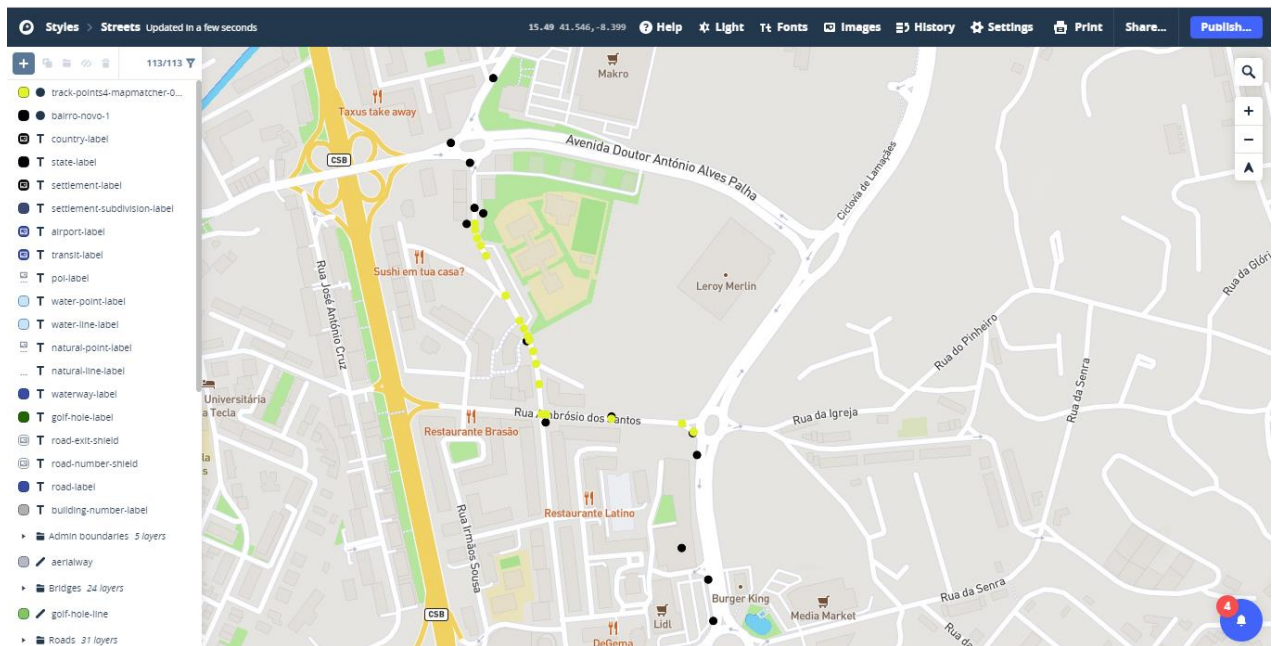 Styles > Streets Updated in a few seconds
15.49 41.546,-8.399
Help
Light
Tt Fonts
Images
History
Settings
Print
Share...
Publish...
113/113
track-points4-mapmatcher-0...
bairro-novo-1
T country-label
T state-label
T settlement-label
T settlement-subdivision-label
T airport-label
T transit-label
T poi-label
T water-point-label
T water-line-label
T natural-point-label
... T natural-line-label
T waterway-label
T golf-hole-label
T road-exit-shield
T road-number-shield
T road-label
T building-number-label
Admin boundaries 5 layers
aerialway
Bridges 24 layers
golf-hole-line
Roads 31 layers
Makro
Taxus take away
CSB
Avenida Doutor António Alves Palha
Ciclovia de Lamaçães
Sushi em tua casa?
Rua José António Cruz
Leroy Merlin
Rua da Glóri
Rua do Pinheiro
Rua da Senra
Universitária
a Tecla
Restaurante Brasão
Rua Ambrósio dos Santos
Rua da Igreja
la
s
Restaurante Latino
Rua Irmãos Sousa
CSB
Burger King
Media Market
Rua da Senra
Lidl
DeGema
Rua
4
+
−